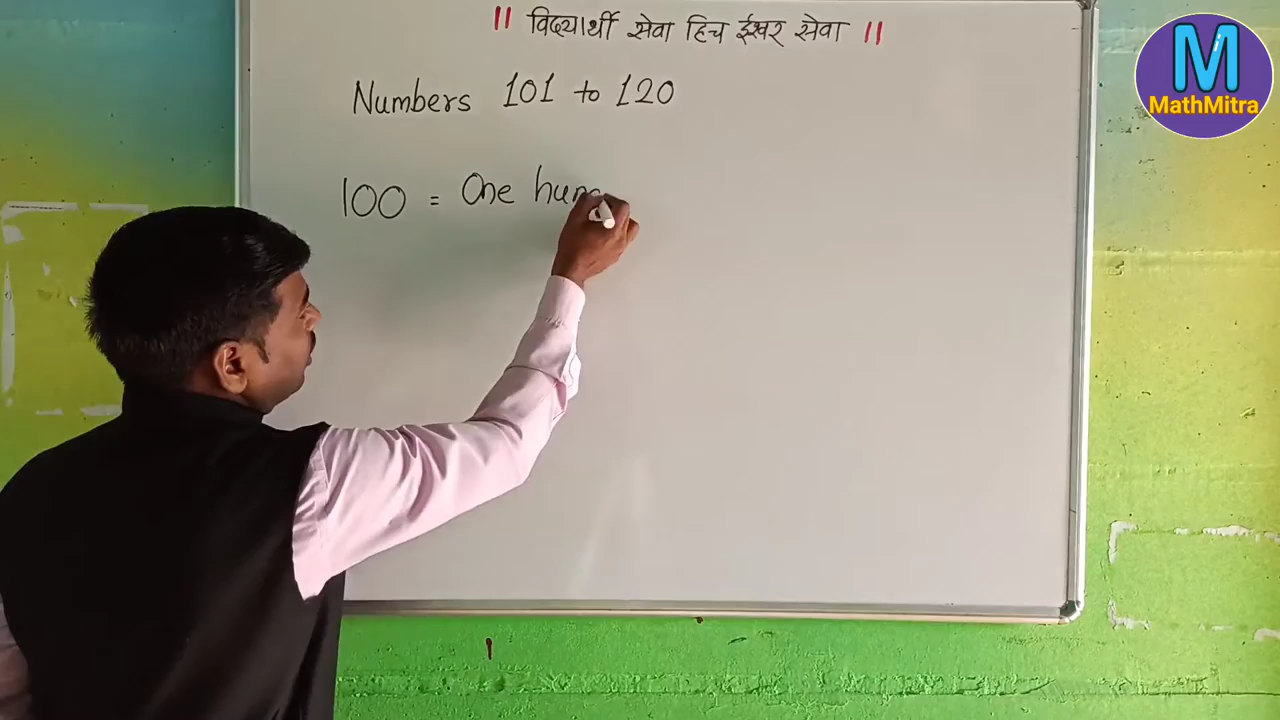 || विद्यार्थी सेवा हिच ईश्वर सेवा ||
M
MathMitra
Numbers 101 to 120
100 = One hun